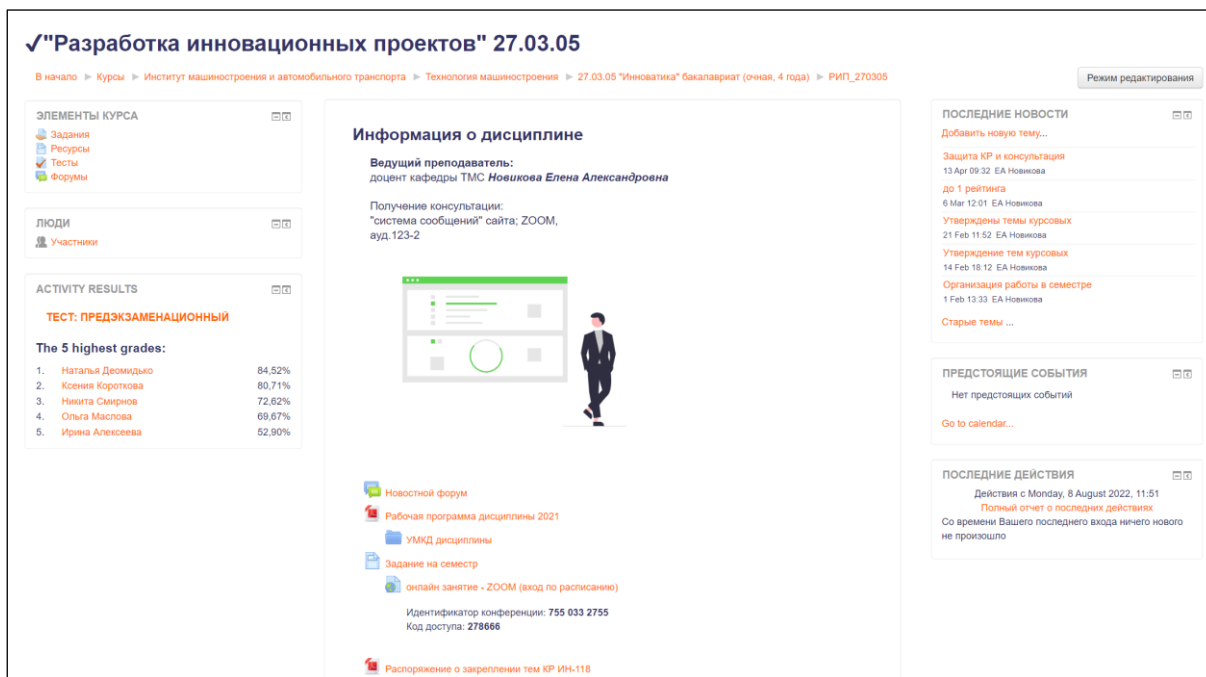 ✓"Разработка инновационных проектов" 27.03.05
В начало ► Курсы ► Институт машиностроения и автомобильного транспорта ► Технология машиностроения ► 27.03.05 "Инноватика" бакалавриат (очная, 4 года) ► РИП_270305
Режим редактирования
ЭЛЕМЕНТЫ КУРСА
Задания
Ресурсы
Тесты
Форумы
ЛЮДИ
Участники
ACTIVITY RESULTS
ТЕСТ: ПРЕДЭКЗАМЕНАЦИОННЫЙ
The 5 highest grades:
1. Наталья Деомидько 84,52%
2. Ксения Короткова 80,71%
3. Никита Смирнов 72,62%
4. Ольга Маслова 69,67%
5. Ирина Алексеева 52,90%
Информация о дисциплине
Ведущий преподаватель:
доцент кафедры ТМС Новикова Елена Александровна
Получение консультации:
"система сообщений" сайта; ZOOM,
ауд.123-2
Новостной форум
Рабочая программа дисциплины 2021
УМКД дисциплины
Задание на семестр
онлайн занятие - ZOOM (вход по расписанию)
Идентификатор конференции: 755 033 2755
Код доступа: 278666
Распоряжение о закреплении тем КР ИН-118
ПОСЛЕДНИЕ НОВОСТИ
Добавить новую тему...
Защита КР и консультация
13 Apr 09:32 ЕА Новикова
до 1 рейтинга
6 Mar 12:01 ЕА Новикова
Утверждены темы курсовых
21 Feb 11:52 ЕА Новикова
Утверждение тем курсовых
14 Feb 18:12 ЕА Новикова
Организация работы в семестре
1 Feb 13:33 ЕА Новикова
Старые темы ...
ПРЕДСТОЯЩИЕ СОБЫТИЯ
Нет предстоящих событий
Go to calendar...
ПОСЛЕДНИЕ ДЕЙСТВИЯ
Действия с Monday, 8 August 2022, 11:51
Полный отчет о последних действиях
Со времени Вашего последнего входа ничего нового
не произошло